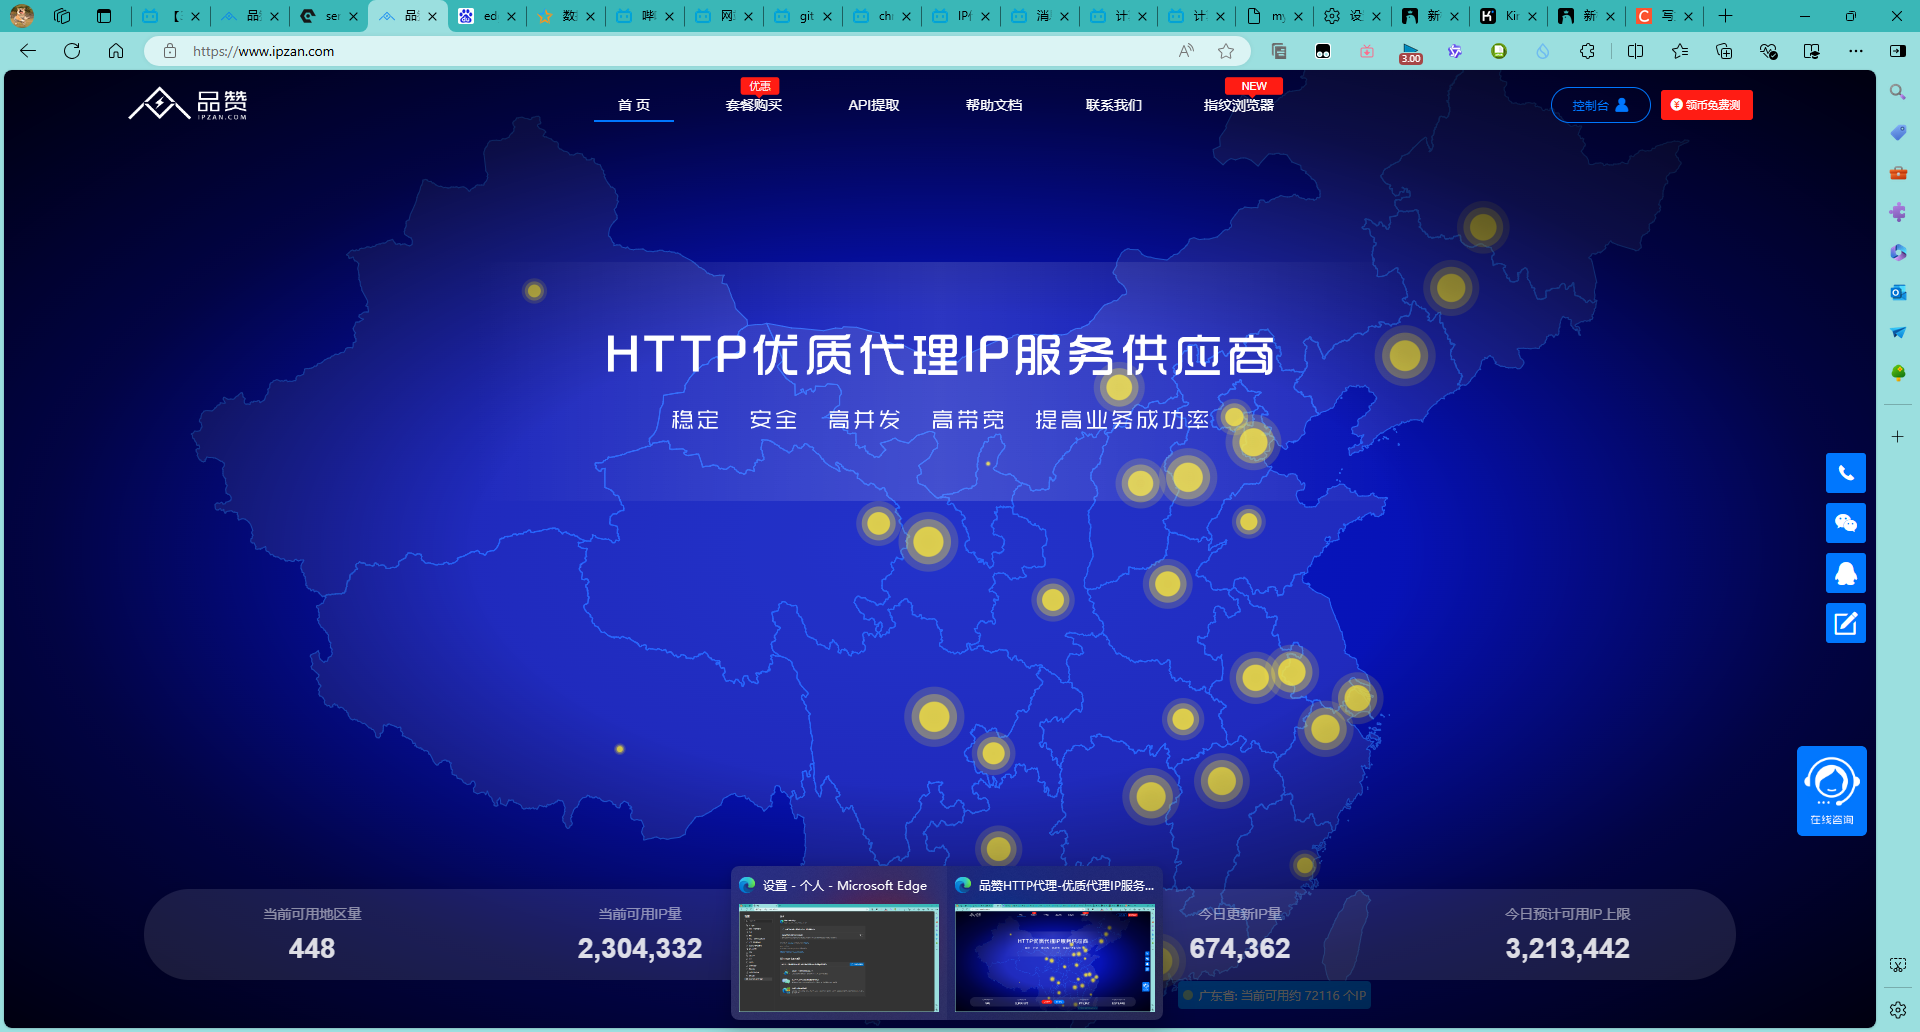 品
ser
品
ed
数
哔
网
git
chr
IP
消
计
计
my
设
新
Kir
新
写
https://www.ipzan.com
3.00
品赞
IPZAN.COM
首 页
优惠
套餐购买
API提取
帮助文档
联系我们
NEW
指纹浏览器
控制台
领币免费测
HTTP优质代理IP服务供应商
稳定 安全 高并发 高带宽 提高业务成功率
在线咨询
设置 - 个人 - Microsoft Edge
品赞HTTP代理-优质代理IP服务...
当前可用地区量
448
当前可用IP量
2,304,332
今日更新IP量
674,362
今日预计可用IP上限
3,213,442
广东省: 当前可用约 72116 个IP